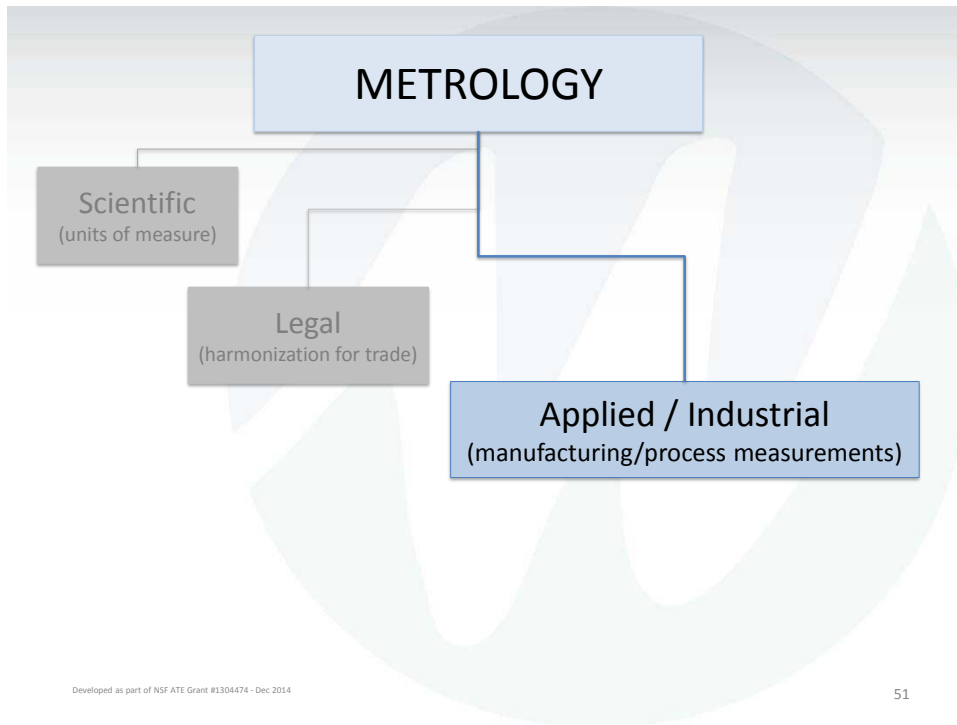 METROLOGY
Scientific
(units of measure)
Legal
(harmonization for trade)
Applied / Industrial
(manufacturing/process measurements)
Developed as part of NSF ATE Grant #1304474 - Dec 2014
51